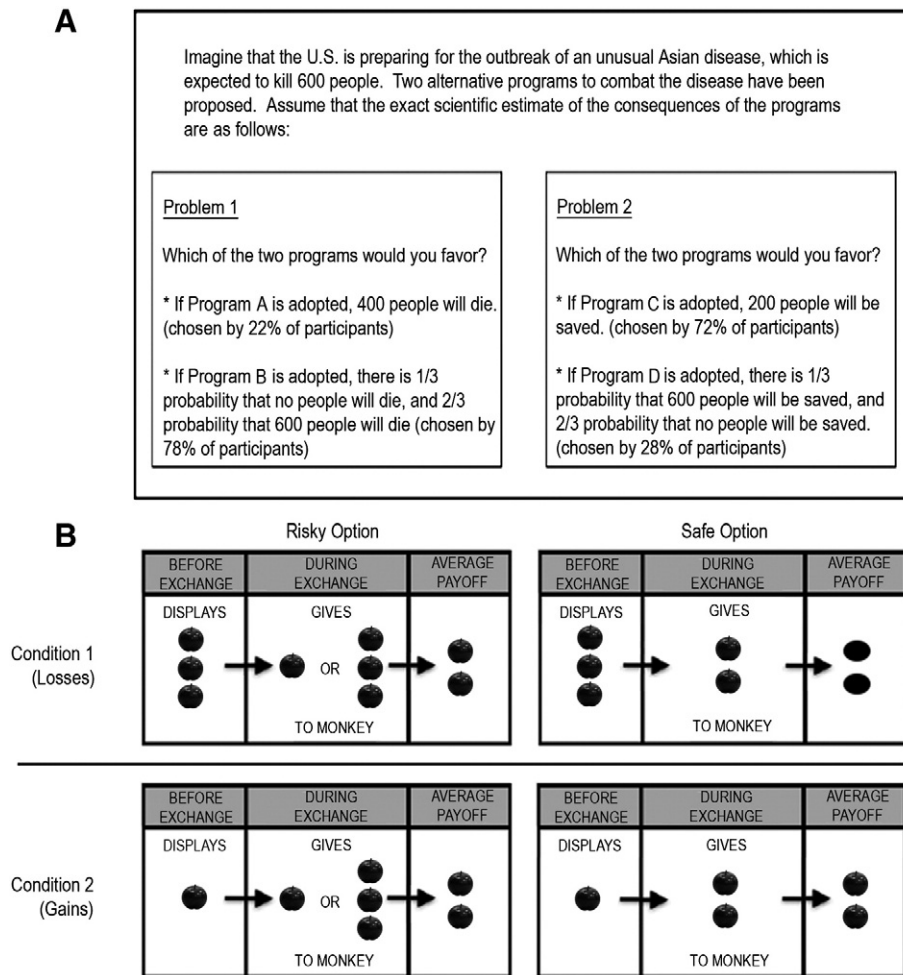 A
Imagine that the U.S. is preparing for the outbreak of an unusual Asian disease, which is
expected to kill 600 people. Two alternative programs to combat the disease have been
proposed. Assume that the exact scientific estimate of the consequences of the programs
are as follows:
Problem 1
Which of the two programs would you favor?
* If Program A is adopted, 400 people will die.
(chosen by 22% of participants)
* If Program B is adopted, there is 1/3
probability that no people will die, and 2/3
probability that 600 people will die (chosen by
78% of participants)
Problem 2
Which of the two programs would you favor?
* If Program C is adopted, 200 people will be
saved. (chosen by 72% of participants)
* If Program D is adopted, there is 1/3
probability that 600 people will be saved, and
2/3 probability that no people will be saved.
(chosen by 28% of participants)
B
Risky Option
Safe Option
Condition 1
(Losses)
BEFORE
EXCHANGE
DURING
EXCHANGE
AVERAGE
PAYOFF
DISPLAYS
GIVES
OR
TO MONKEY
BEFORE
EXCHANGE
DURING
EXCHANGE
AVERAGE
PAYOFF
DISPLAYS
GIVES
TO MONKEY
Condition 2
(Gains)
BEFORE
EXCHANGE
DURING
EXCHANGE
AVERAGE
PAYOFF
DISPLAYS
GIVES
OR
TO MONKEY
BEFORE
EXCHANGE
DURING
EXCHANGE
AVERAGE
PAYOFF
DISPLAYS
GIVES
TO MONKEY